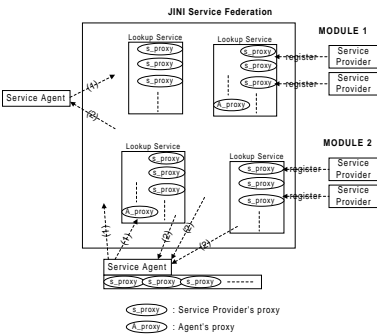 JINI Service Federation
MODULE 1
Lookup Service
s_proxy
s_proxy
s_proxy
Lookup Service
s_proxy
s_proxy
s_proxy
A_proxy
register
register
Service
Provider
Service
Provider
Service Agent
(1)
(2)
MODULE 2
Lookup Service
s_proxy
s_proxy
s_proxy
A_proxy
Lookup Service
s_proxy
s_proxy
s_proxy
register
register
Service
Provider
Service
Provider
(1)
(1)
(2)
(2)
(2)
Service Agent
s_proxy
s_proxy
s_proxy
s_proxy : Service Provider's proxy
A_proxy : Agent's proxy